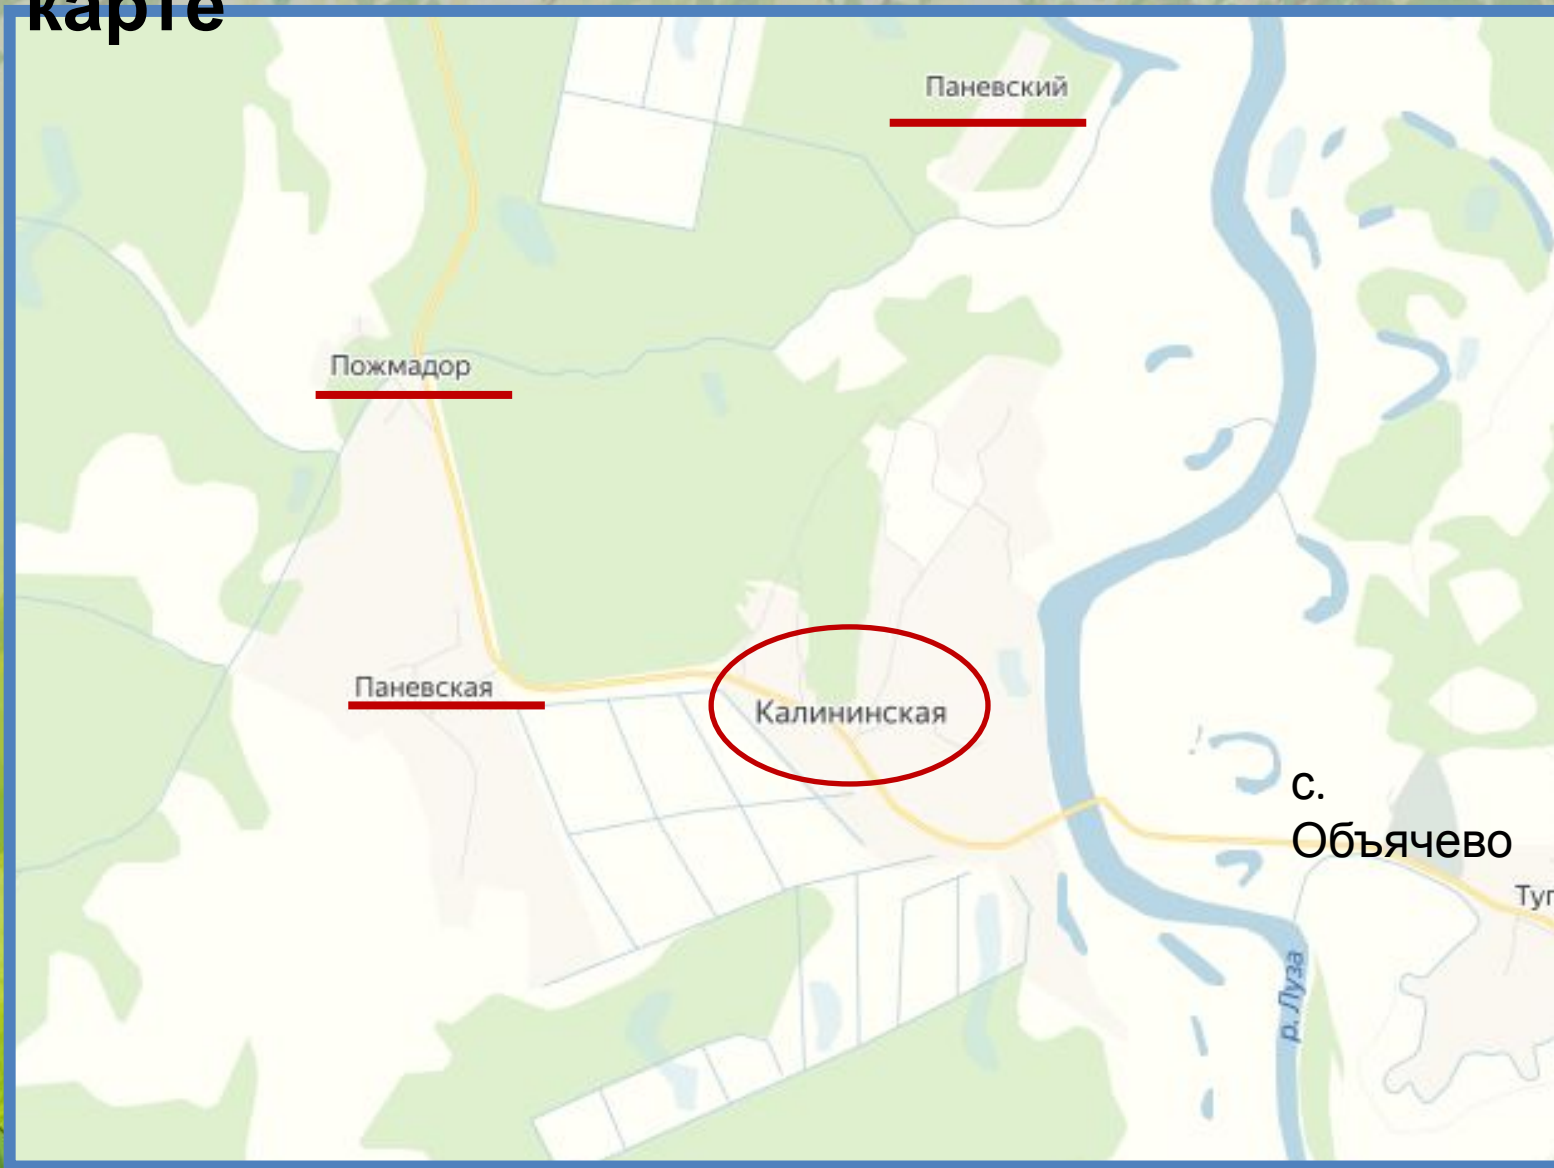 карте
Паневский
Пожмадор
Паневская
Калининская
с.
Объячево
р. Луза